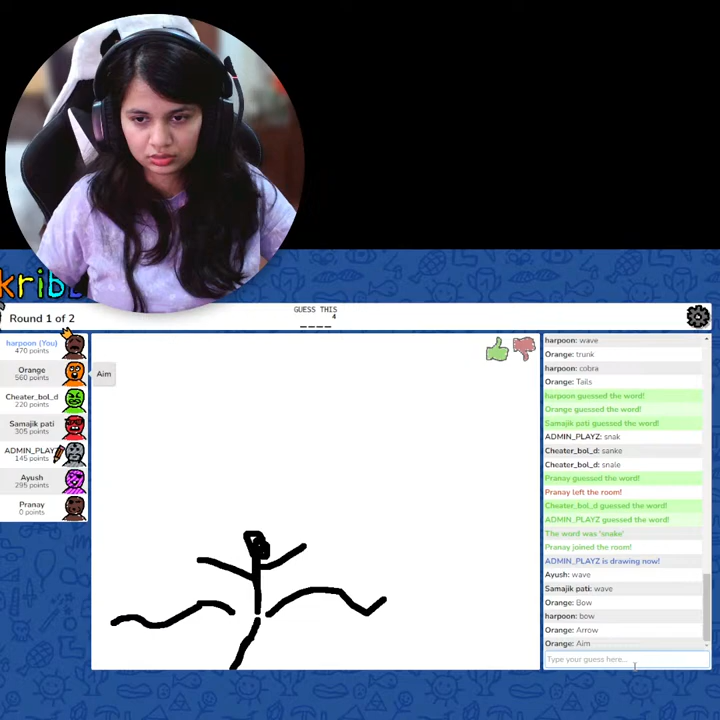 kribb
Round 1 of 2
GUESS THIS
4
____
harpoon (You)
470 points
Orange
560 points
Aim
Cheater_bol_d
220 points
Samajik pati
305 points
ADMIN_PLAYZ
145 points
Ayush
295 points
Pranay
0 points
harpoon: wave
Orange: trunk
harpoon: cobra
Orange: Tails
harpoon guessed the word!
Orange guessed the word!
Samajik pati guessed the word!
ADMIN_PLAYZ: snak
Cheater_bol_d: sanke
Cheater_bol_d: snale
Pranay guessed the word!
Pranay left the room!
Cheater_bol_d guessed the word!
ADMIN_PLAYZ guessed the word!
The word was 'snake'
Pranay joined the room!
ADMIN_PLAYZ is drawing now!
Ayush: wave
Samajik pati: wave
Orange: Bow
harpoon: bow
Orange: Arrow
Orange: Aim
Type your guess here...